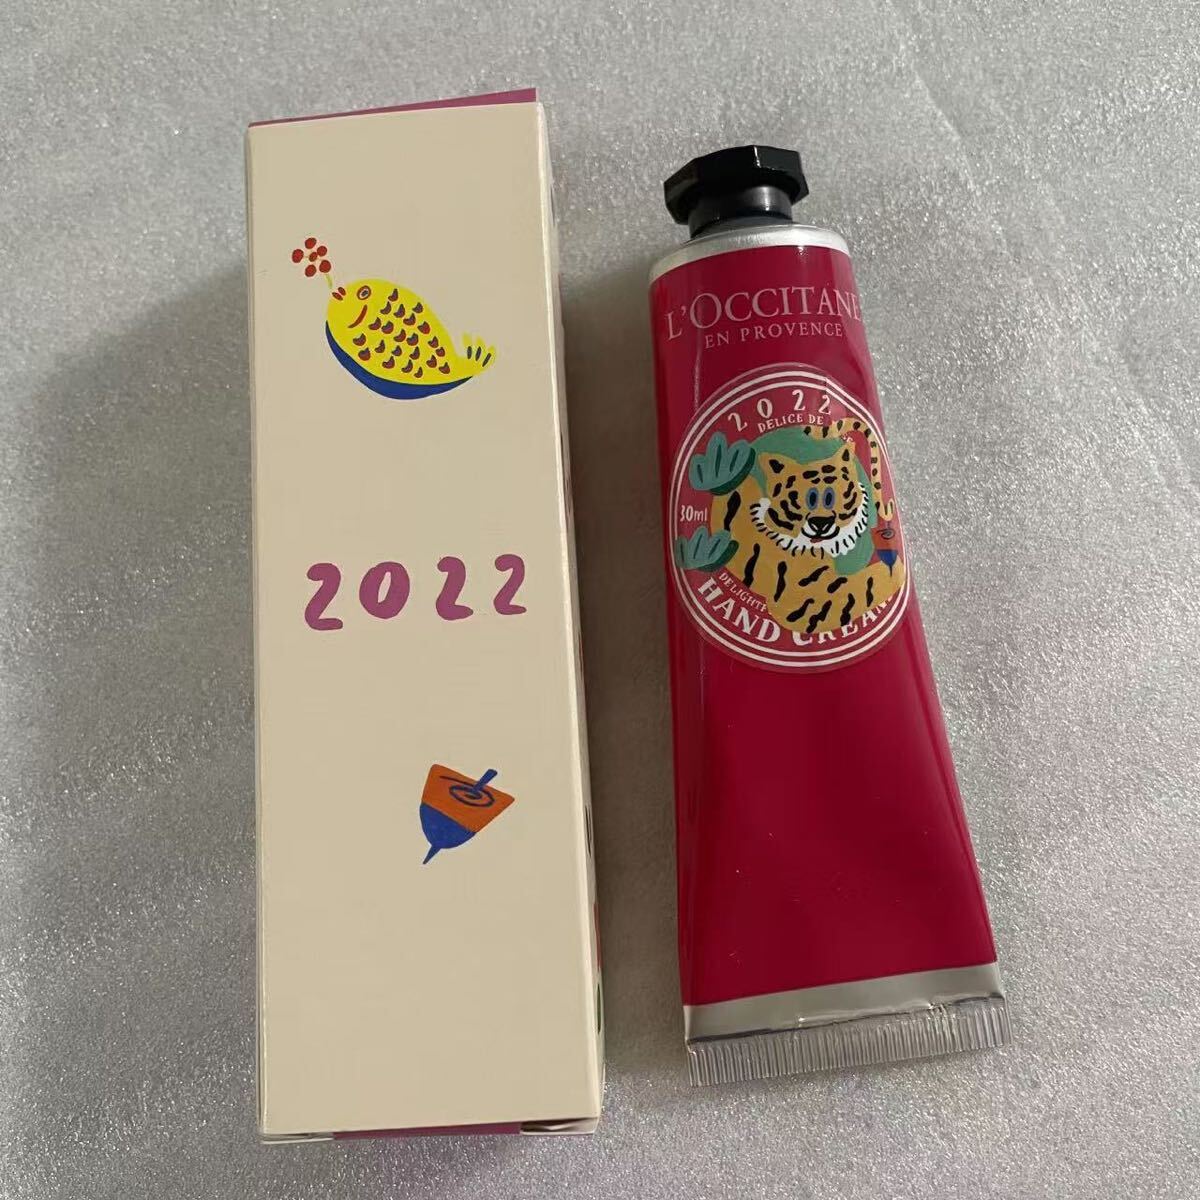 2022
L'OCCITANE
EN PROVENCE
2022
DELICE DE
30ml
HAND CREAM